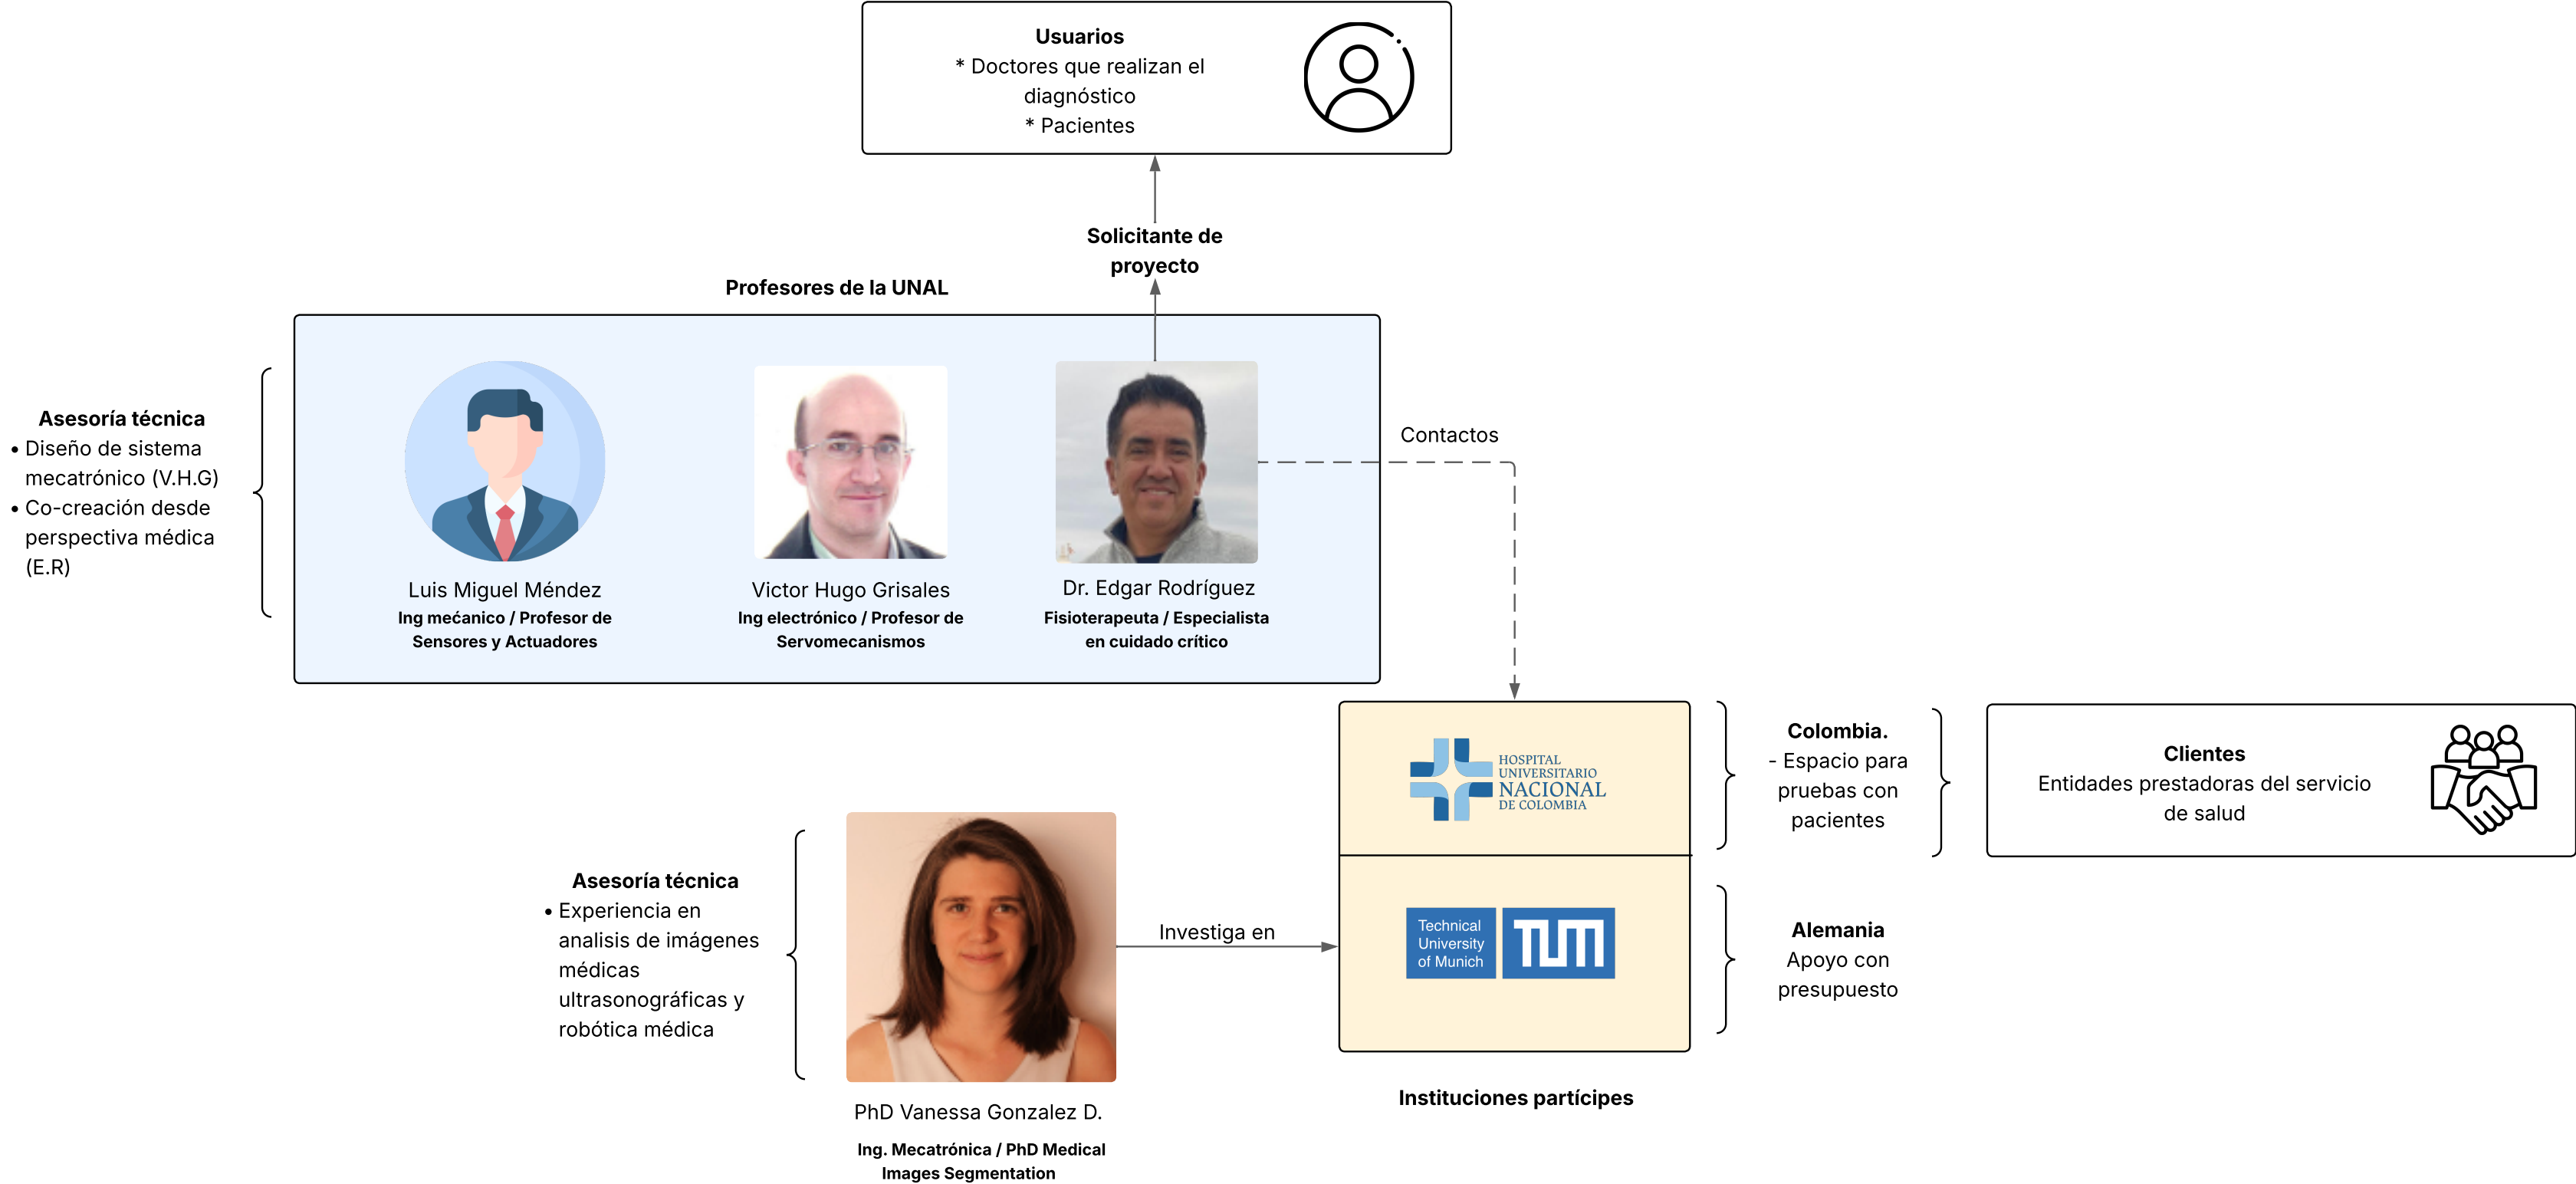 Usuarios
* Doctores que realizan el
diagnóstico
* Pacientes
Solicitante de
proyecto
Profesores de la UNAL
Asesoría técnica
• Diseño de sistema
mecatrónico (V.H.G)
• Co-creación desde
perspectiva médica
(E.R)
Luis Miguel Méndez
Ing mećanico / Profesor de
Sensores y Actuadores
Victor Hugo Grisales
Ing electrónico / Profesor de
Servomecanismos
Dr. Edgar Rodríguez
Fisioterapeuta / Especialista
en cuidado crítico
Contactos
HOSPITAL
UNIVERSITARIO
NACIONAL
DE COLOMBIA
Colombia.
- Espacio para
pruebas con
pacientes
Clientes
Entidades prestadoras del servicio
de salud
Asesoría técnica
• Experiencia en
analisis de imágenes
médicas
ultrasonográficas y
robótica médica
Investiga en
Technical
University
of Munich
TUM
Alemania
Apoyo con
presupuesto
Instituciones partícipes
PhD Vanessa Gonzalez D.
Ing. Mecatrónica / PhD Medical
Images Segmentation